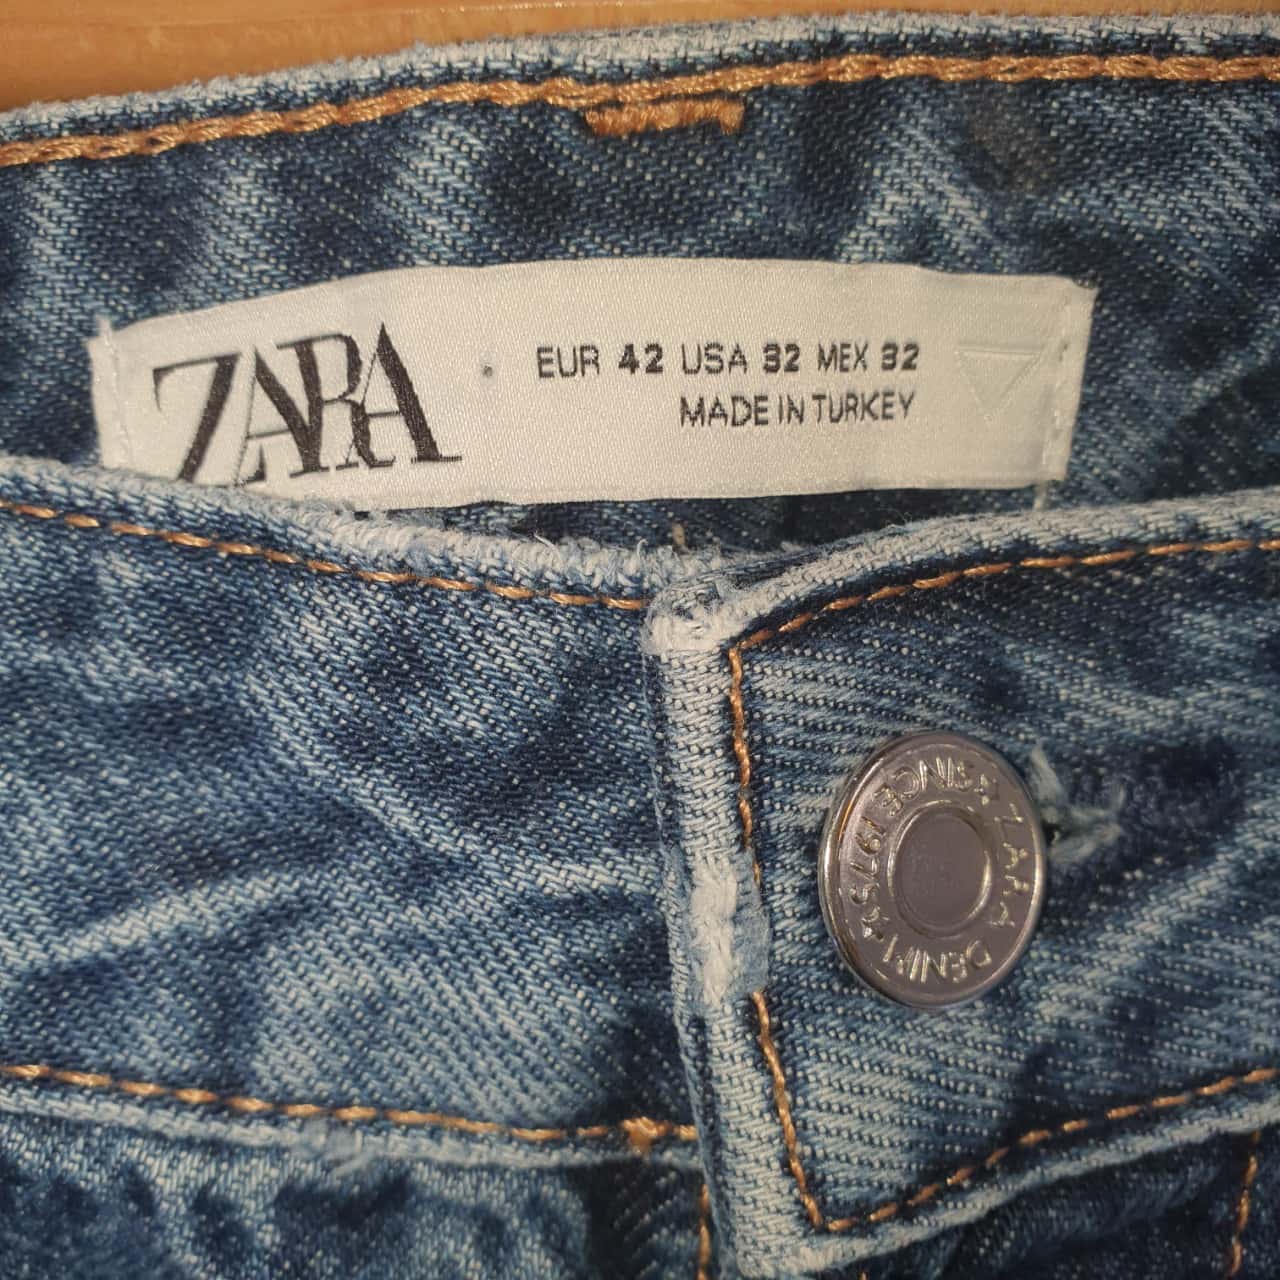 ZARA
EUR 42 USA 32 MEX 32
MADE IN TURKEY
ZARA DENIM
SINCE 1975